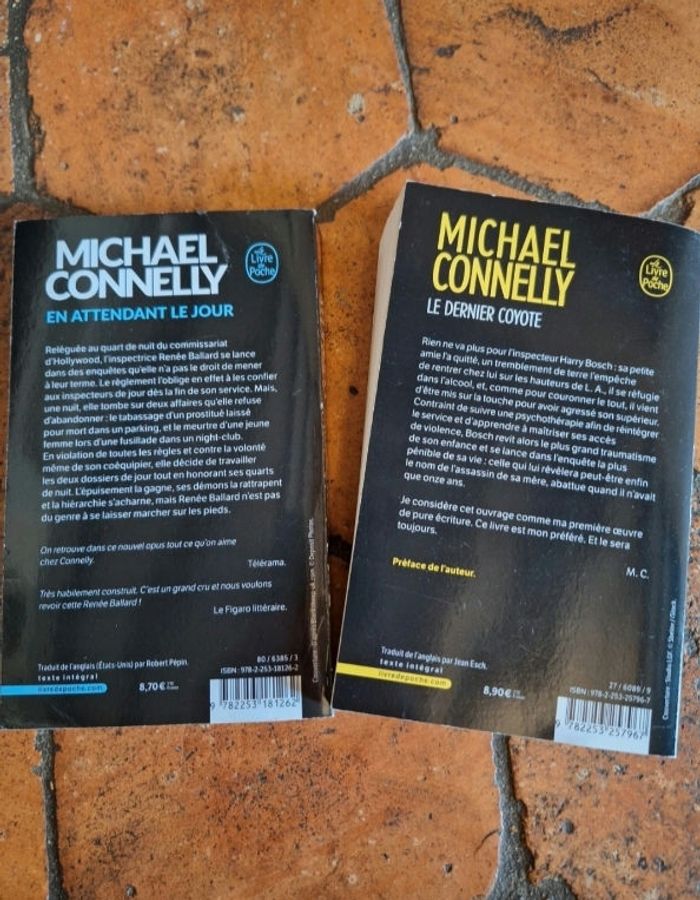 MICHAEL
CONNELLY
EN ATTENDANT LE JOUR
Le Livre de Poche
Reléguée au quart de nuit du commissariat
d'Hollywood, l'inspectrice Renée Ballard se lance
dans des enquêtes qu'elle n'a pas le droit de mener
à leur terme. Le règlement l'oblige en effet à les confier
aux inspecteurs de jour dès la fin de son service. Mais,
une nuit, elle tombe sur deux affaires qu'elle refuse
d'abandonner : le tabassage d'un prostitué laissé
pour mort dans un parking, et le meurtre d'une jeune
femme lors d'une fusillade dans un night-club.
En violation de toutes les règles et contre la volonté
même de son coéquipier, elle décide de travailler
les deux dossiers de jour tout en honorant ses quarts
de nuit. L'épuisement la gagne, ses démons la rattrapent
et la hiérarchie s'acharne, mais Renée Ballard n'est pas
du genre à se laisser marcher sur les pieds.
On retrouve dans ce nouvel opus tout ce qu'on aime
chez Connelly.
Télérama.
Très habilement construit. C'est un grand cru et nous voulons
revoir cette Renée Ballard !
Le Figaro littéraire.
Traduit de l'anglais (États-Unis) par Robert Pépin.
texte intégral
livredepoche.com
8,70 €
80 / 6385 / 3
ISBN : 978-2-253-18126-2
9 782253 181262
MICHAEL
CONNELLY
LE DERNIER COYOTE
Le Livre de Poche
Rien ne va plus pour l'inspecteur Harry Bosch : sa petite
amie l'a quitté, un tremblement de terre l'empêche
de rentrer chez lui sur les hauteurs de L. A., il se réfugie
dans l'alcool, et, comme pour couronner le tout, il vient
d'être mis sur la touche pour avoir agressé son supérieur.
Contraint de suivre une psychothérapie afin de réintégrer
le service et d'apprendre à maîtriser ses accès
de violence, Bosch revit alors le plus grand traumatisme
de son enfance et se lance dans l'enquête la plus
pénible de sa vie : celle qui lui révélera peut-être enfin
le nom de l'assassin de sa mère, abattue quand il n'avait
que onze ans.
Je considère cet ouvrage comme ma première œuvre
de pure écriture. Ce livre est mon préféré. Et le sera
toujours.
M. C.
Préface de l'auteur.
Traduit de l'anglais par Jean Esch.
texte intégral
livredepoche.com
8,90 €
27 / 6089 / 9
ISBN : 978-2-253-25796-7
9 782253 257967
Couverture : Studio LGF. © Stanley / iStock.